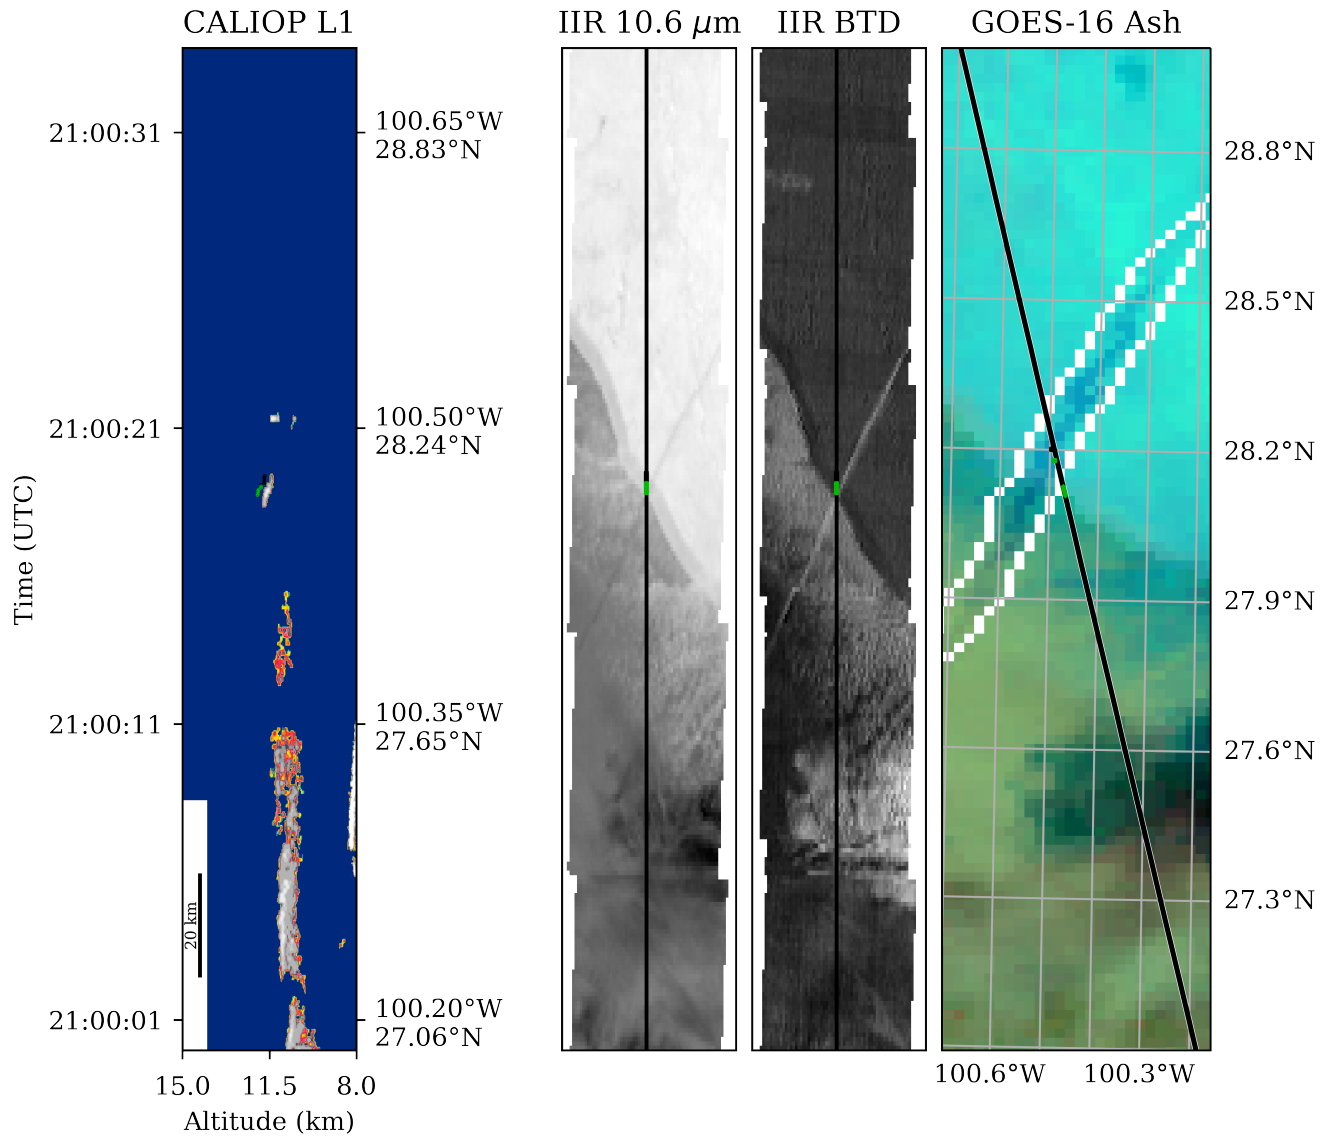 CALIOP L1
IIR 10.6 μm
IIR BTD
GOES-16 Ash
21:00:31
100.65°W
28.83°N
28.8°N
28.5°N
21:00:21
100.50°W
28.24°N
28.2°N
Time (UTC)
27.9°N
21:00:11
100.35°W
27.65°N
27.6°N
20 km
27.3°N
21:00:01
100.20°W
27.06°N
15.0
11.5
8.0
Altitude (km)
100.6°W
100.3°W